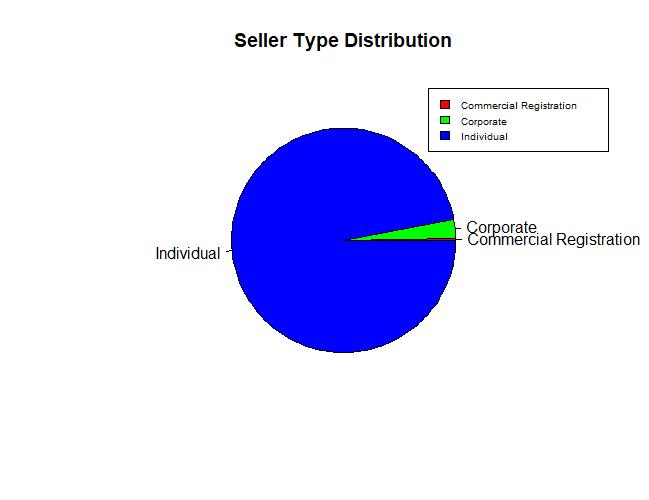 Seller Type Distribution
Commercial Registration
Corporate
Individual
Corporate
Commercial Registration
Individual